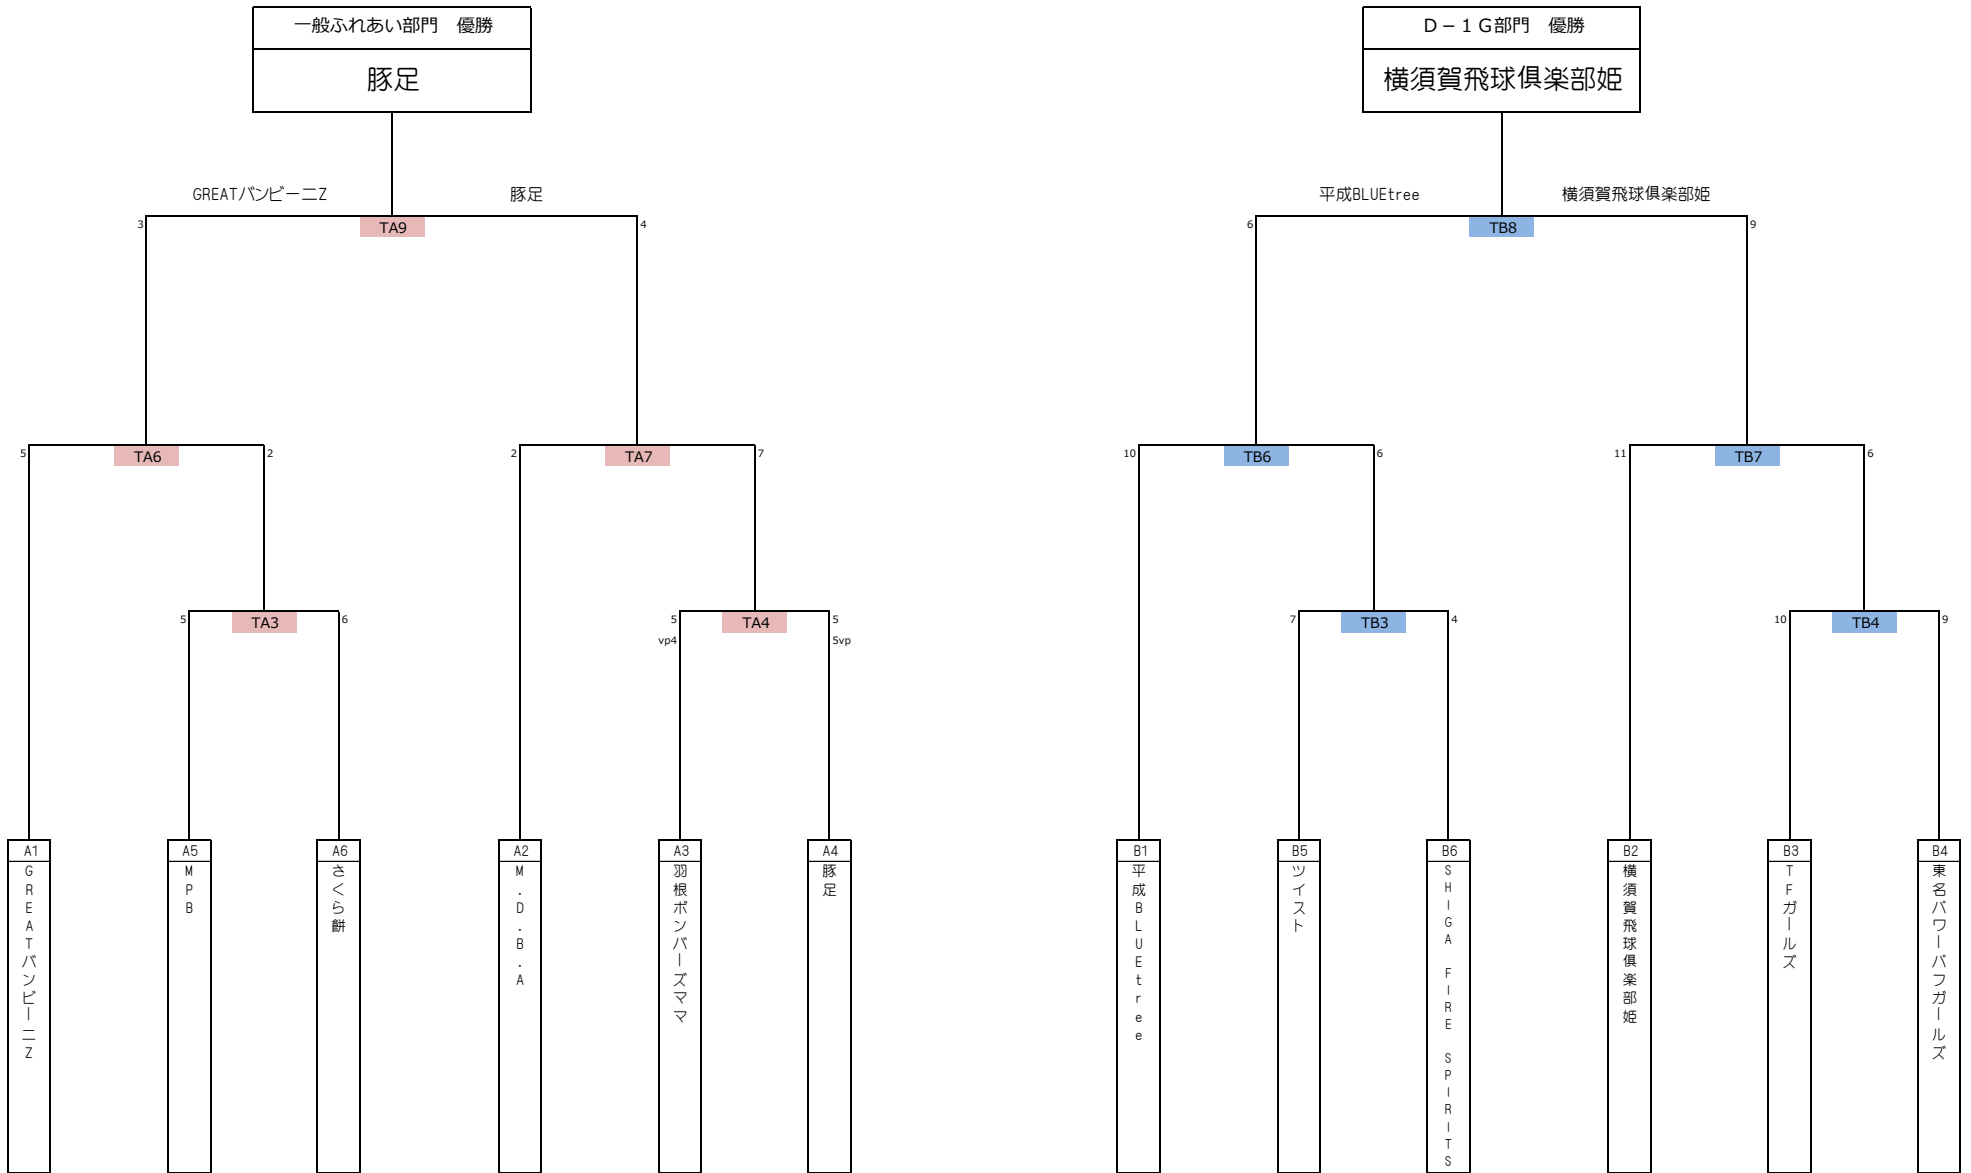 一般ふれあい部門　優勝
豚足
D－1G部門　優勝
横須賀飛球倶楽部姫
GREATバンビーニZ
豚足
平成BLUEtree
横須賀飛球倶楽部姫
3
TA9
4
6
TB8
9
5
TA6
2
2
TA7
7
10
TB6
6
11
TB7
6
5
TA3
6
5
TA4
5
vp4
5vp
7
TB3
4
10
TB4
9
A1
GREATバンビーニZ
A5
MPB
A6
さくら餅
A2
M.D.B.A
A3
羽根ボンバーズママ
A4
豚足
B1
平成BLUEtree
B5
ツイスト
B6
SHIGA FIRE SPIRITS
B2
横須賀飛球倶楽部姫
B3
TFガールズ
B4
東名パワーパフガールズ